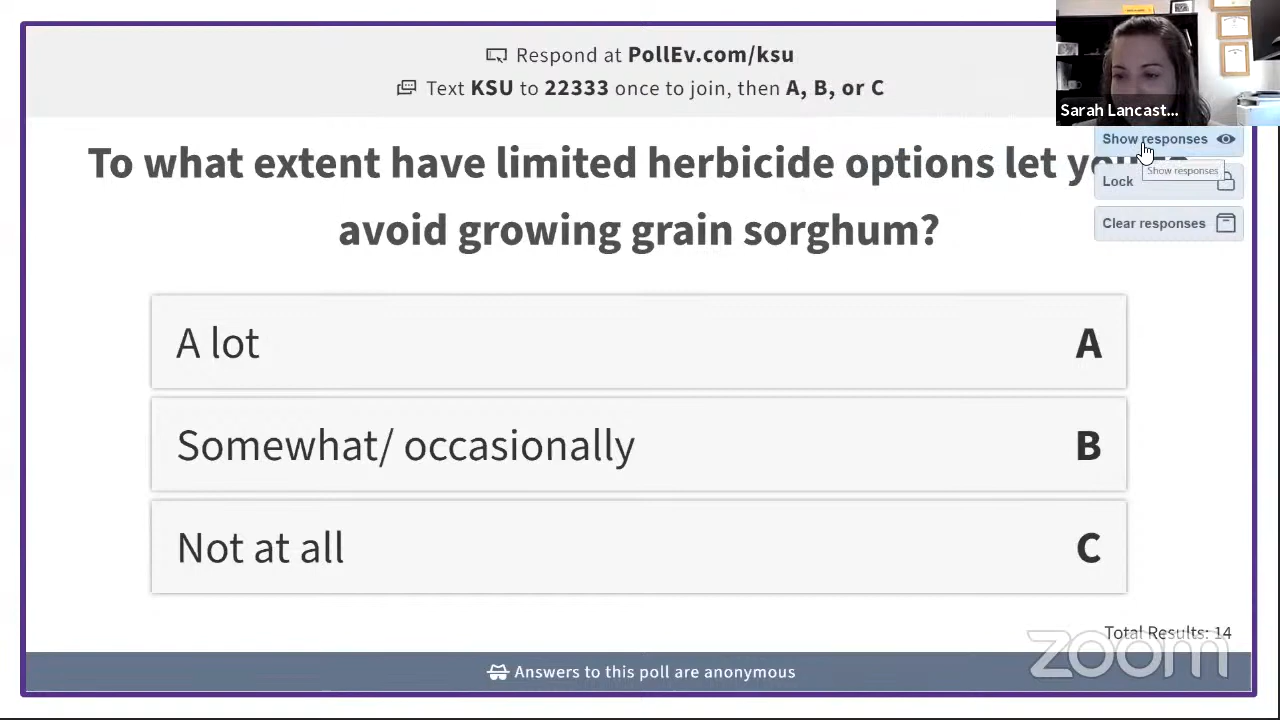 Respond at PollEv.com/ksu
Text KSU to 22333 once to join, then A, B, or C
Sarah Lancast...
Show responses
Show responses
Lock
Clear responses
To what extent have limited herbicide options let
avoid growing grain sorghum?
A lot A
Somewhat/ occasionally B
Not at all C
Total Results: 14
zoom
Answers to this poll are anonymous